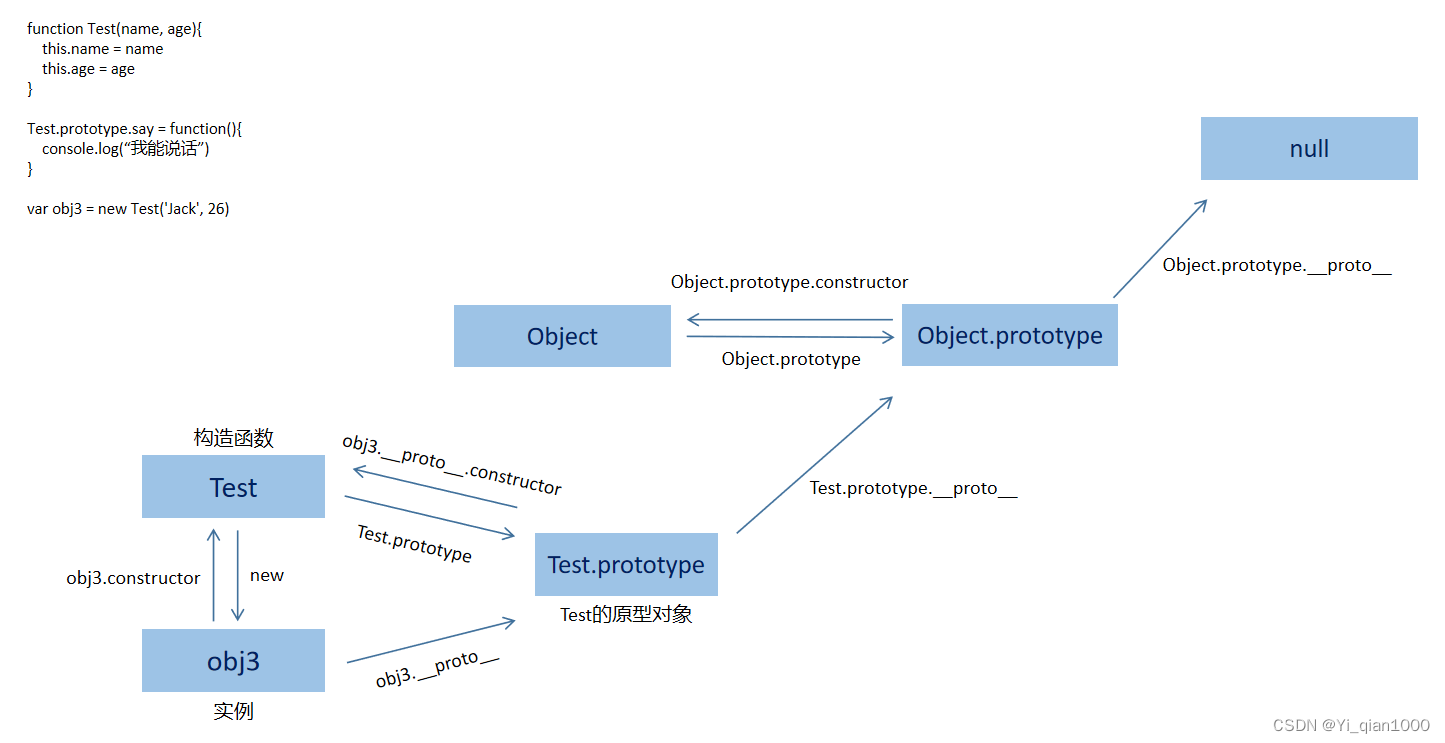 function Test(name, age){
    this.name = name
    this.age = age
}
Test.prototype.say = function(){
    console.log(“我能说话”)
}
var obj3 = new Test('Jack', 26)
null
Object.prototype.__proto__
Object.prototype.constructor
Object
Object.prototype
Object.prototype
构造函数
Test
obj3.__proto__.constructor
Test.prototype
Test.prototype.__proto__
Test.prototype
Test的原型对象
obj3.constructor
new
obj3
实例
obj3.__proto__
CSDN @Yi_qian1000